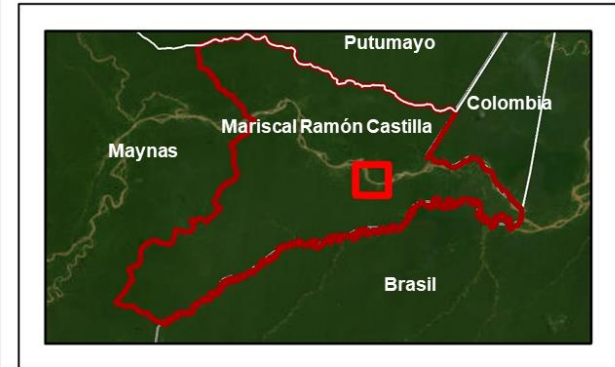 Putumayo
Colombia
Mariscal Ramón Castilla
Maynas
Brasil